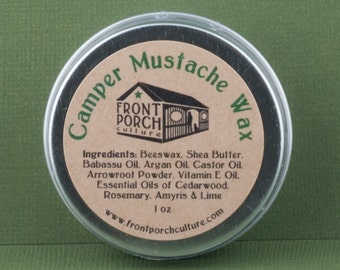 Camper Mustache Wax
FRONT
PORCH
culture
Ingredients: Beeswax, Shea Butter,
Babassu Oil, Argan Oil, Castor Oil,
Arrowroot Powder, Vitamin E Oil,
Essential Oils of Cedarwood,
Rosemary, Amyris & Lime
1 oz
www.frontporchculture.com